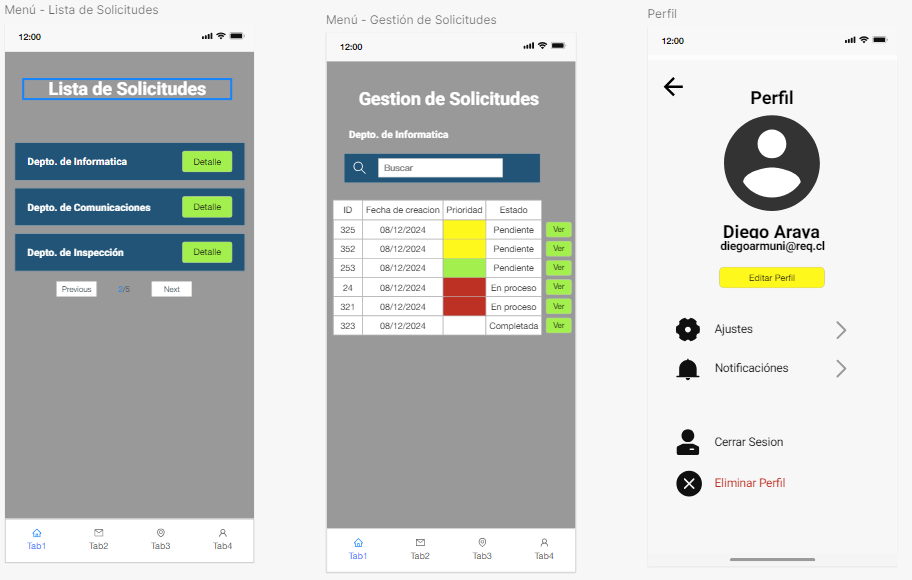 Menú - Lista de Solicitudes
12:00
Lista de Solicitudes
Depto. de Informatica
Detalle
Depto. de Comunicaciones
Detalle
Depto. de Inspección
Detalle
Previous 2/5 Next
Tab1 Tab2 Tab3 Tab4
Menú - Gestión de Solicitudes
12:00
Gestion de Solicitudes
Depto. de Informatica
Buscar
ID Fecha de creacion Prioridad Estado
325 08/12/2024 Pendiente Ver
352 08/12/2024 Pendiente Ver
253 08/12/2024 Pendiente Ver
24 08/12/2024 En proceso Ver
321 08/12/2024 En proceso Ver
323 08/12/2024 Completada Ver
Tab1 Tab2 Tab3 Tab4
Perfil
12:00
Perfil
Diego Araya
diegoarmuni@req.cl
Editar Perfil
Ajustes
Notificaciónes
Cerrar Sesion
Eliminar Perfil